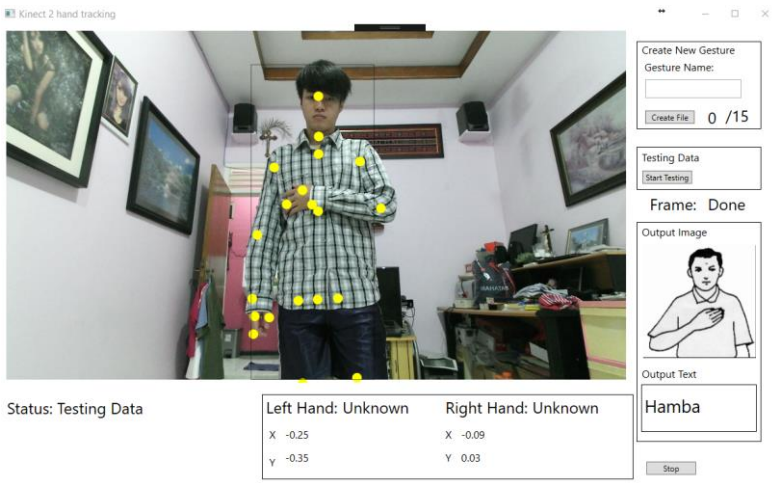 Kinect 2 hand tracking
Create New Gesture
Gesture Name:
Create File 0 /15
Testing Data
Start Testing
Frame: Done
Output Image
Output Text
Hamba
Stop
Status: Testing Data
Left Hand: Unknown Right Hand: Unknown
X -0.25 X -0.09
Y -0.35 Y 0.03